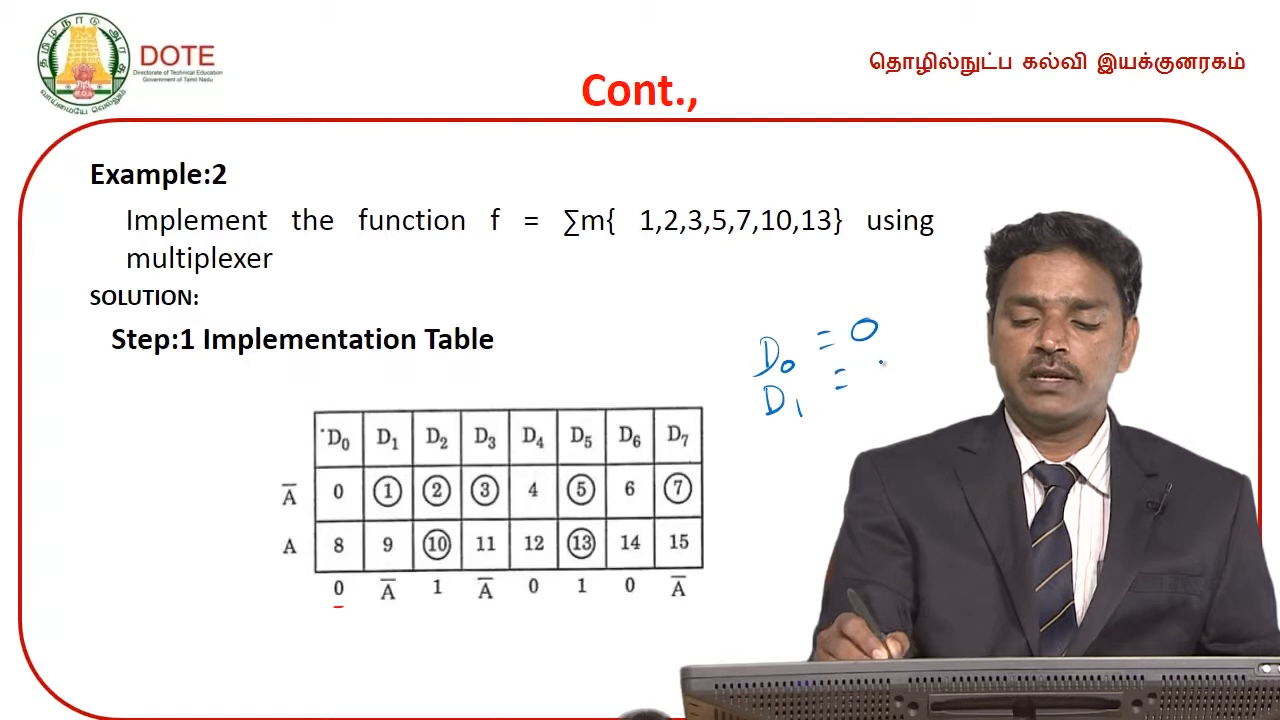 தமிழ்நாடு அரசு
வாய்மையே வெல்லும்
DOTE
Directorate of Technical Education
Government of Tamil Nadu
தொழில்நுட்ப கல்வி இயக்குனரகம்
Cont.,
Example:2
Implement the function f = ∑m{ 1,2,3,5,7,10,13} using
multiplexer
SOLUTION:
Step:1 Implementation Table
D₀ = 0
D₁ =
D₀ D₁ D₂ D₃ D₄ D₅ D₆ D₇
A̅ 0 ① ② ③ 4 ⑤ 6 ⑦
A 8 9 ⑩ 11 12 ⑬ 14 15
0 A̅ 1 A̅ 0 1 0 A̅